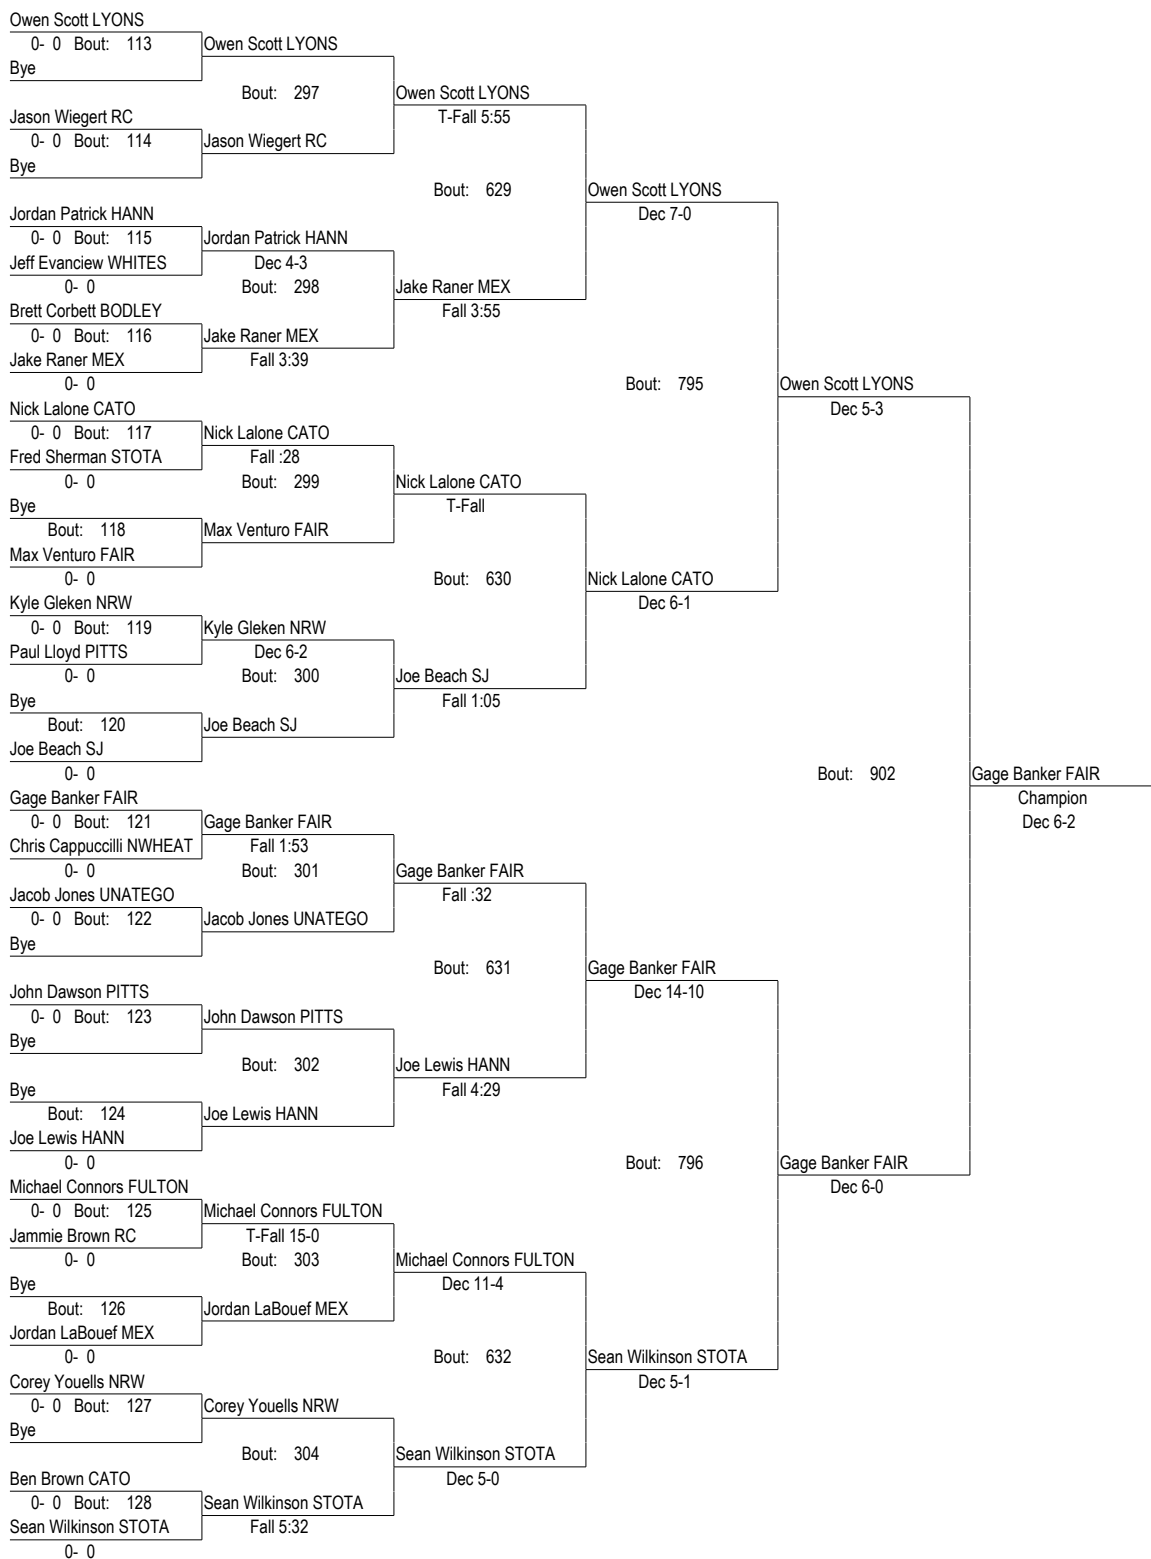 Owen Scott LYONS
0- 0 Bout: 113 Owen Scott LYONS
Bye
Bout: 297 Owen Scott LYONS
Jason Wiegert RC T-Fall 5:55
0- 0 Bout: 114 Jason Wiegert RC
Bye
Bout: 629 Owen Scott LYONS
Jordan Patrick HANN Dec 7-0
0- 0 Bout: 115 Jordan Patrick HANN
Jeff Evanciew WHITES Dec 4-3
0- 0 Bout: 298 Jake Raner MEX
Brett Corbett BODLEY Fall 3:55
0- 0 Bout: 116 Jake Raner MEX
Jake Raner MEX Fall 3:39
0- 0 Bout: 795 Owen Scott LYONS
Nick Lalone CATO Dec 5-3
0- 0 Bout: 117 Nick Lalone CATO
Fred Sherman STOTA Fall :28
0- 0 Bout: 299 Nick Lalone CATO
Bye T-Fall
Bout: 118 Max Venturo FAIR
Max Venturo FAIR
0- 0 Bout: 630 Nick Lalone CATO
Kyle Gleken NRW Dec 6-1
0- 0 Bout: 119 Kyle Gleken NRW
Paul Lloyd PITTS Dec 6-2
0- 0 Bout: 300 Joe Beach SJ
Bye Fall 1:05
Bout: 120 Joe Beach SJ
Joe Beach SJ
0- 0 Bout: 902 Gage Banker FAIR
Gage Banker FAIR Champion
0- 0 Bout: 121 Gage Banker FAIR Dec 6-2
Chris Cappuccilli NWHEAT Fall 1:53
0- 0 Bout: 301 Gage Banker FAIR
Jacob Jones UNATEGO Fall :32
0- 0 Bout: 122 Jacob Jones UNATEGO
Bye
Bout: 631 Gage Banker FAIR
John Dawson PITTS Dec 14-10
0- 0 Bout: 123 John Dawson PITTS
Bye
Bout: 302 Joe Lewis HANN
Bye Fall 4:29
Bout: 124 Joe Lewis HANN
Joe Lewis HANN
0- 0 Bout: 796 Gage Banker FAIR
Michael Connors FULTON Dec 6-0
0- 0 Bout: 125 Michael Connors FULTON
Jammie Brown RC T-Fall 15-0
0- 0 Bout: 303 Michael Connors FULTON
Bye Dec 11-4
Bout: 126 Jordan LaBouef MEX
Jordan LaBouef MEX
0- 0 Bout: 632 Sean Wilkinson STOTA
Corey Youells NRW Dec 5-1
0- 0 Bout: 127 Corey Youells NRW
Bye
Bout: 304 Sean Wilkinson STOTA
Ben Brown CATO Dec 5-0
0- 0 Bout: 128 Sean Wilkinson STOTA
Sean Wilkinson STOTA Fall 5:32
0- 0